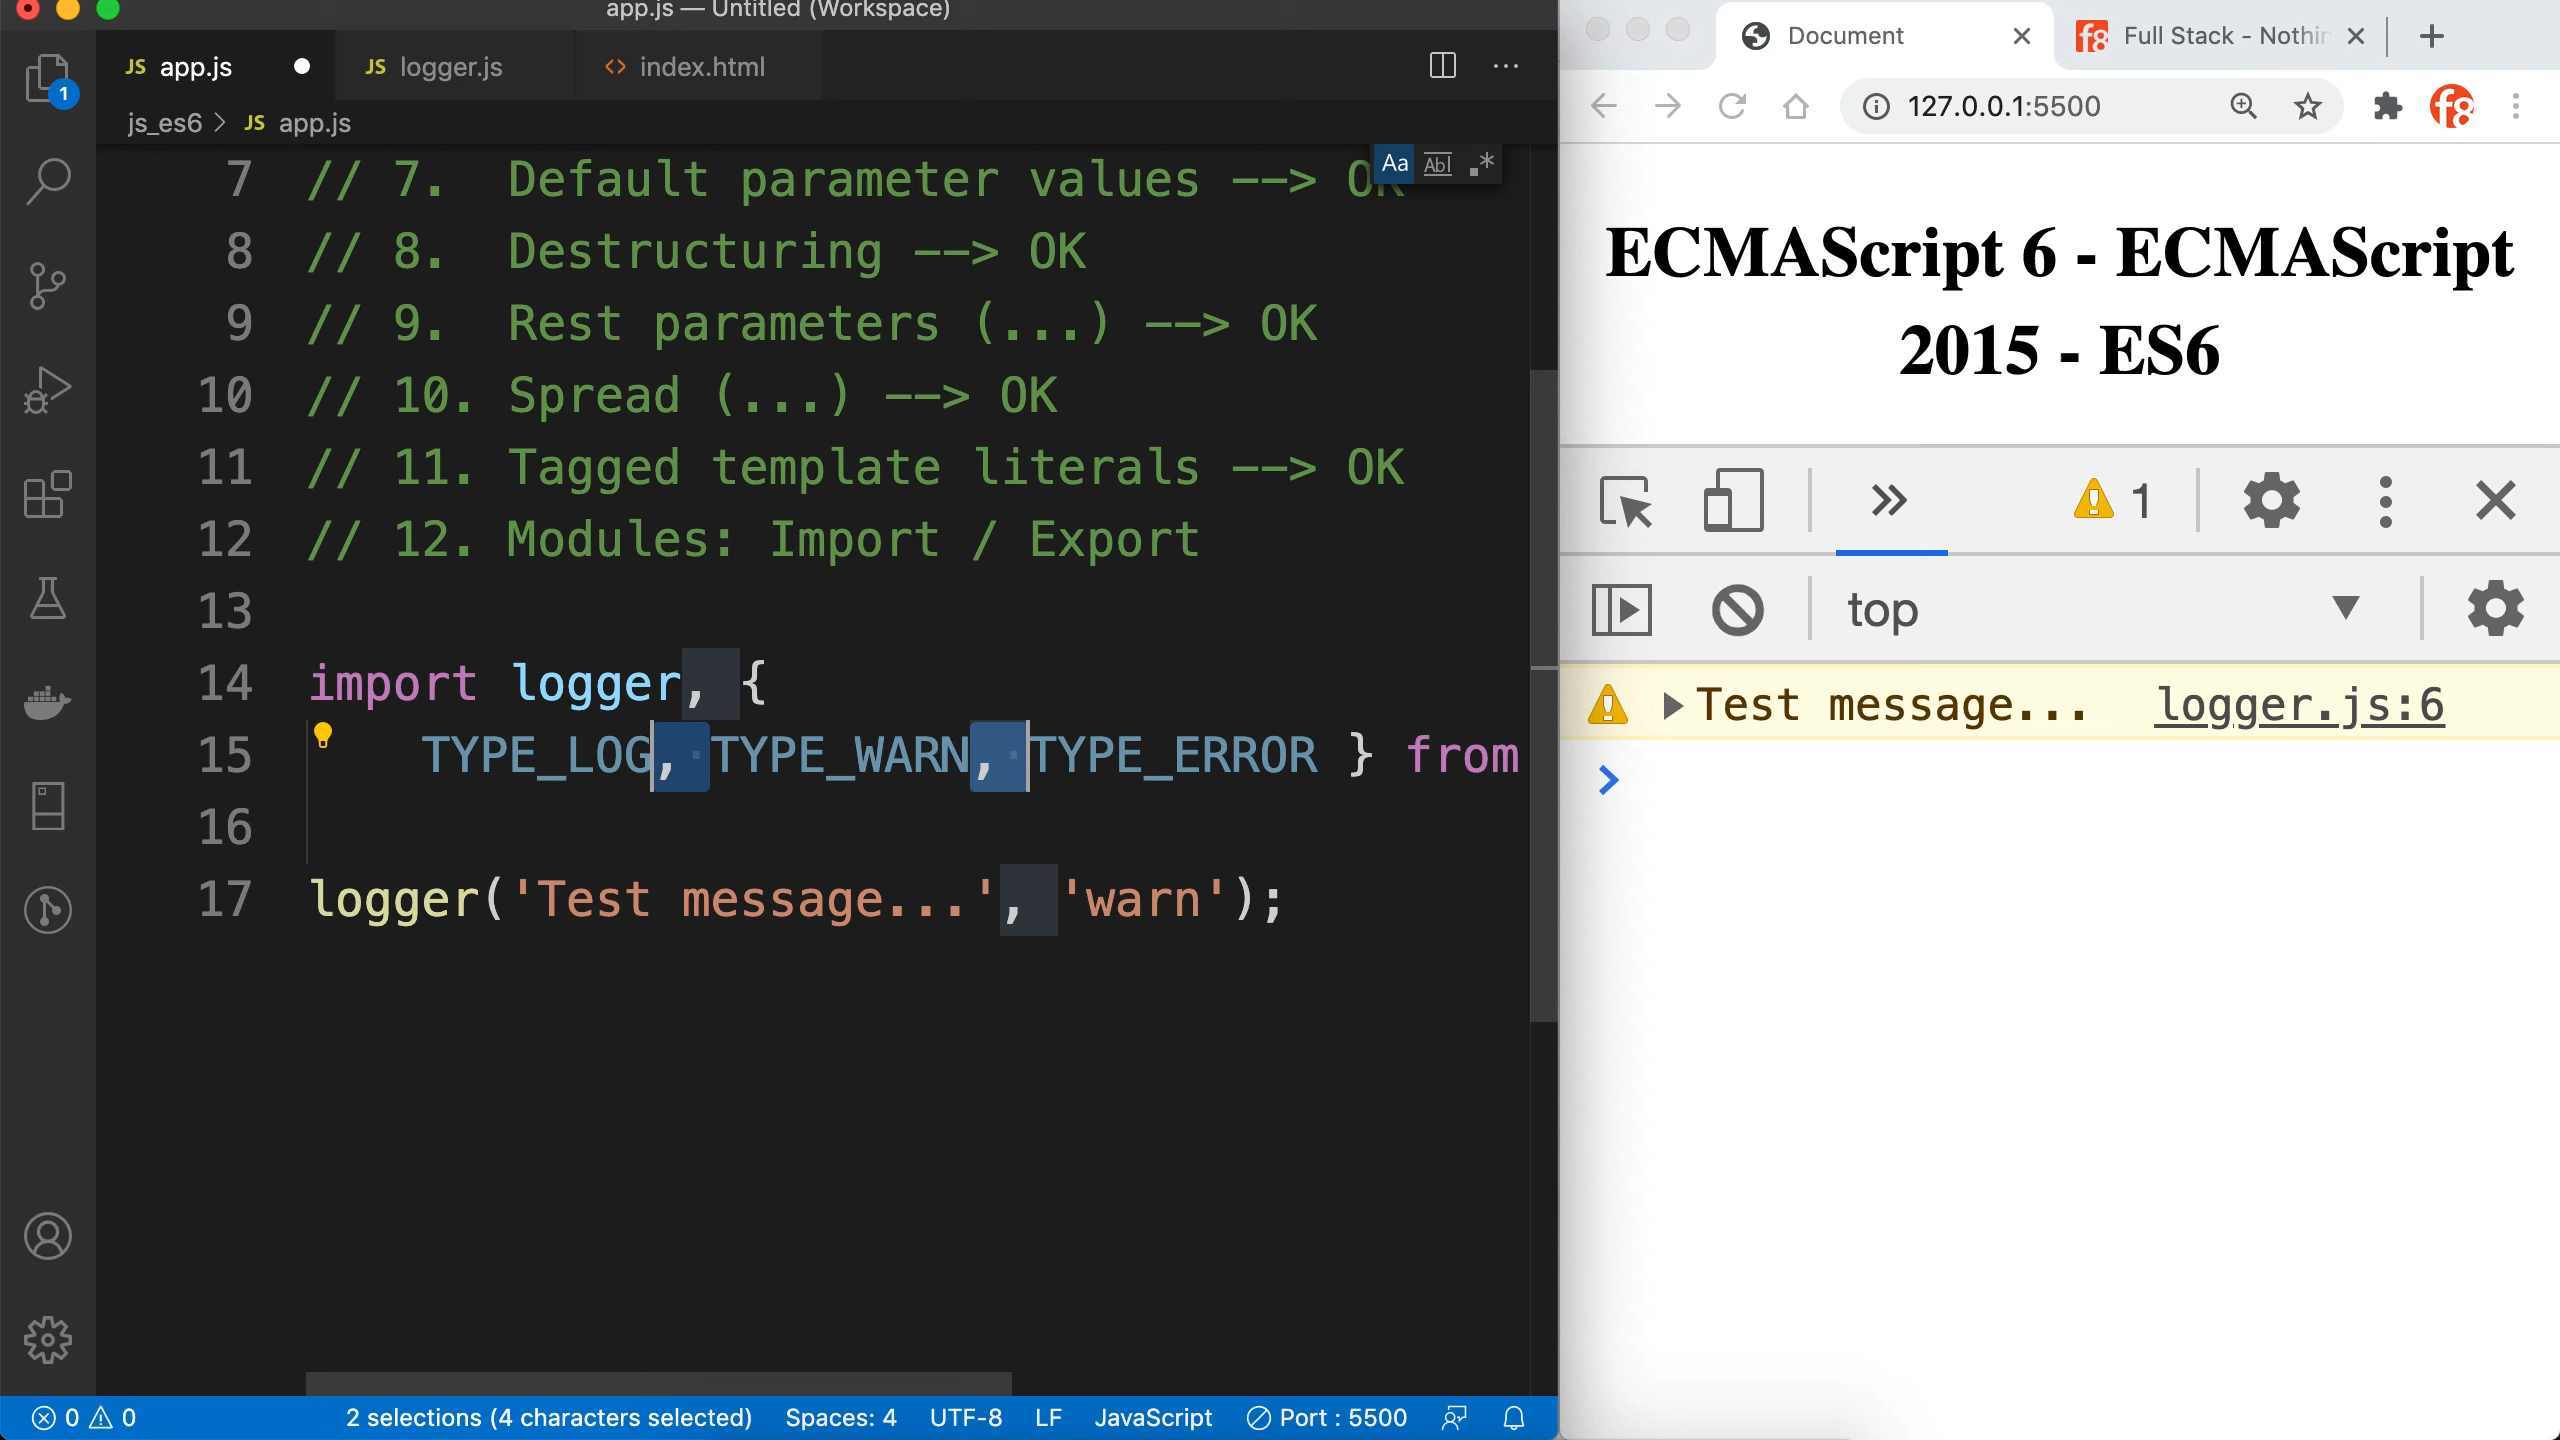 app.js — Untitled (Workspace)
JS app.js
JS logger.js
<> index.html
js_es6 > JS app.js
Aa Abl .*
7 // 7.  Default parameter values --> OK
8 // 8.  Destructuring --> OK
9 // 9.  Rest parameters (...) --> OK
10 // 10. Spread (...) --> OK
11 // 11. Tagged template literals --> OK
12 // 12. Modules: Import / Export
13
14 import logger, {
15     TYPE_LOG, TYPE_WARN, TYPE_ERROR } from
16
17 logger('Test message...', 'warn');
1
0 0
2 selections (4 characters selected)
Spaces: 4
UTF-8
LF
JavaScript
Port : 5500
Document
f8 Full Stack - Nothin
127.0.0.1:5500
f8
ECMAScript 6 - ECMAScript
2015 - ES6
1
top
Test message... logger.js:6